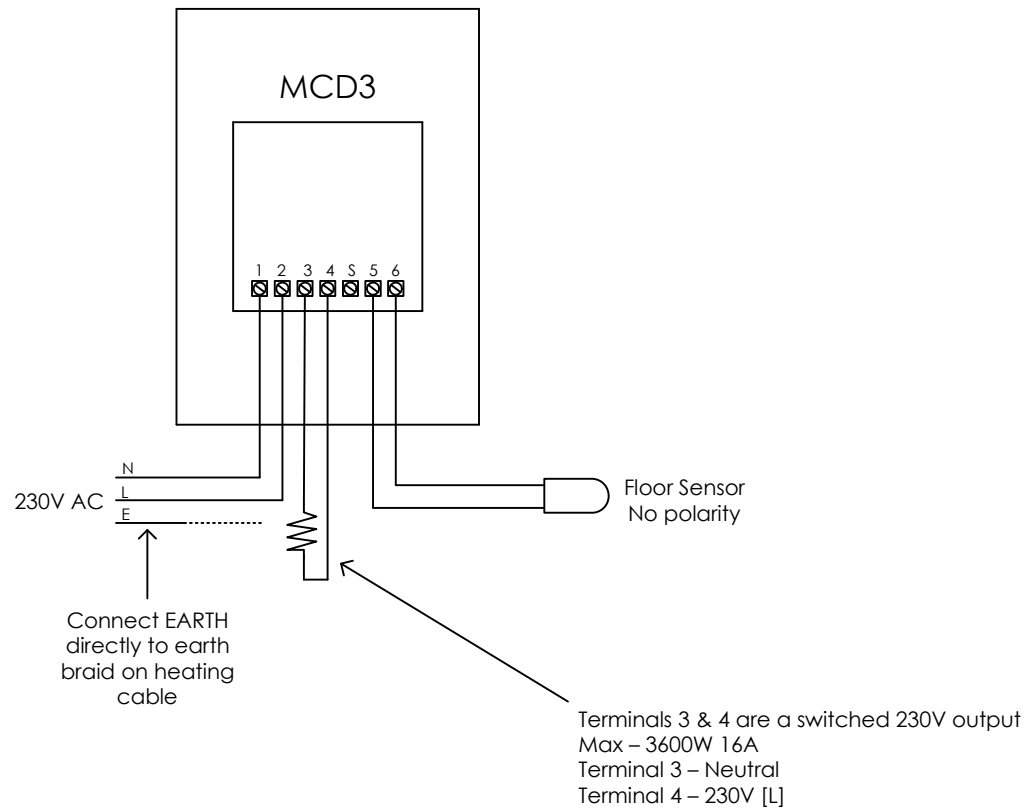 MCD3
1 2 3 4 S 5 6
N
L
230V AC
E
Floor Sensor
No polarity
Connect EARTH
directly to earth
braid on heating
cable
Terminals 3 & 4 are a switched 230V output
Max – 3600W 16A
Terminal 3 – Neutral
Terminal 4 – 230V [L]